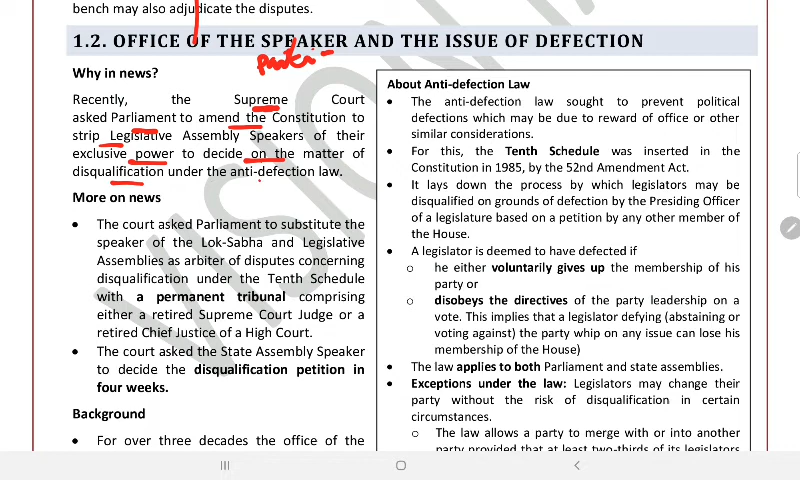 bench may also adjudicate the disputes.
1.2. OFFICE OF THE SPEAKER AND THE ISSUE OF DEFECTION
Why in news?
Recently, the Supreme Court
asked Parliament to amend the Constitution to
strip Legislative Assembly Speakers of their
exclusive power to decide on the matter of
disqualification under the anti-defection law.
More on news
• The court asked Parliament to substitute the
speaker of the Lok-Sabha and Legislative
Assemblies as arbiter of disputes concerning
disqualification under the Tenth Schedule
with a permanent tribunal comprising
either a retired Supreme Court Judge or a
retired Chief Justice of a High Court.
• The court asked the State Assembly Speaker
to decide the disqualification petition in
four weeks.
Background
• For over three decades the office of the
About Anti-defection Law
• The anti-defection law sought to prevent political
defections which may be due to reward of office or other
similar considerations.
• For this, the Tenth Schedule was inserted in the
Constitution in 1985, by the 52nd Amendment Act.
• It lays down the process by which legislators may be
disqualified on grounds of defection by the Presiding Officer
of a legislature based on a petition by any other member of
the House.
• A legislator is deemed to have defected if
o he either voluntarily gives up the membership of his
party or
o disobeys the directives of the party leadership on a
vote. This implies that a legislator defying (abstaining or
voting against) the party whip on any issue can lose his
membership of the House)
• The law applies to both Parliament and state assemblies.
• Exceptions under the law: Legislators may change their
party without the risk of disqualification in certain
circumstances.
o The law allows a party to merge with or into another
party provided that at least two-thirds of its legislators
VISION